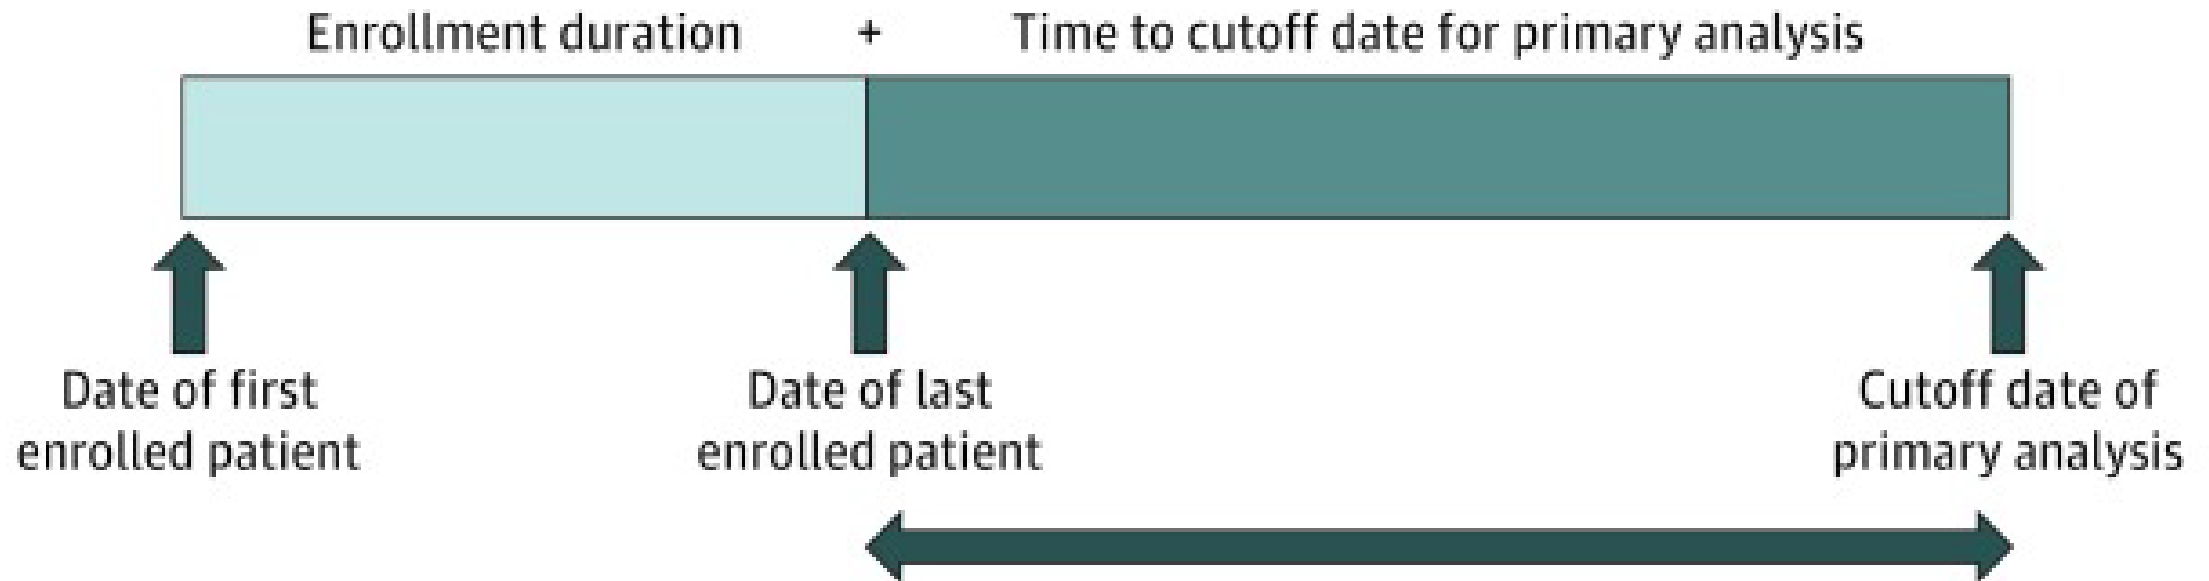 Enrollment duration + Time to cutoff date for primary analysis
Date of first
enrolled patient
Date of last
enrolled patient
Cutoff date of
primary analysis